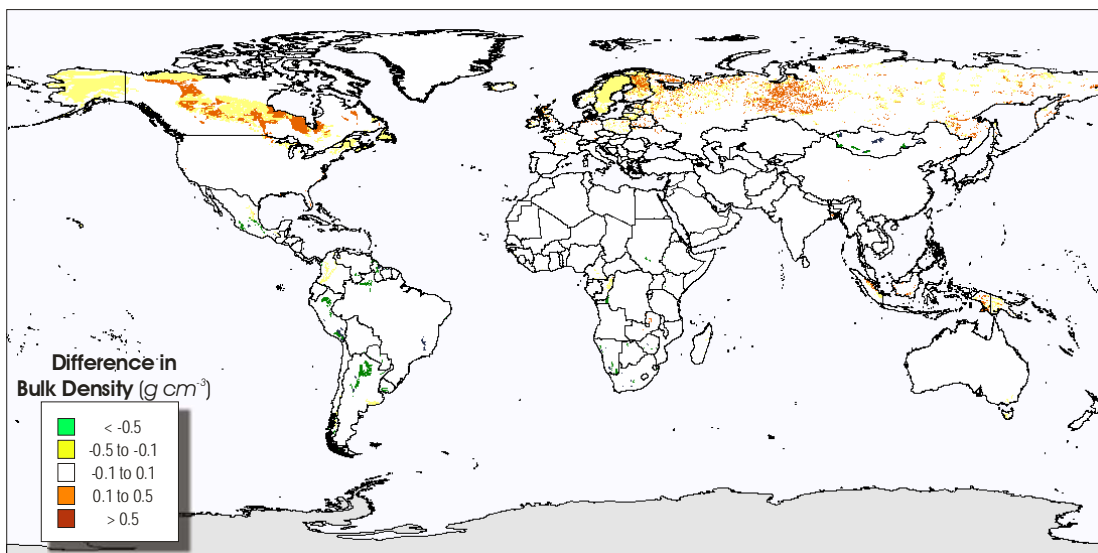 Difference in
Bulk Density (g cm⁻³)
< -0.5
-0.5 to -0.1
-0.1 to 0.1
0.1 to 0.5
> 0.5